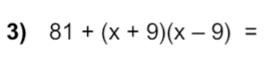 3) 81 + (x + 9)(x – 9) =